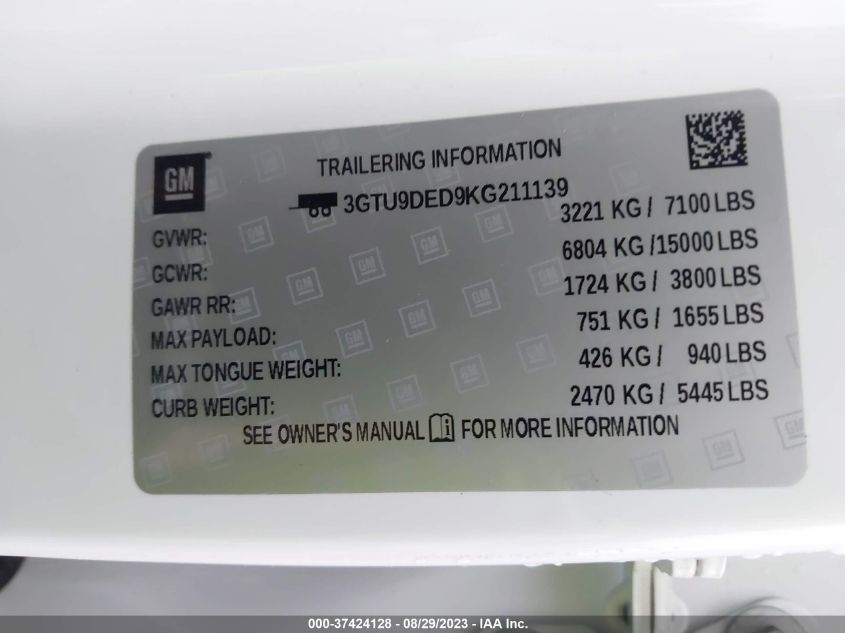 GM
TRAILERING INFORMATION
3GTU9DED9KG211139
GVWR: 3221 KG / 7100 LBS
GCWR: 6804 KG /15000 LBS
GAWR RR: 1724 KG / 3800 LBS
MAX PAYLOAD: 751 KG / 1655 LBS
MAX TONGUE WEIGHT: 426 KG / 940 LBS
CURB WEIGHT: 2470 KG / 5445 LBS
SEE OWNER'S MANUAL i FOR MORE INFORMATION
000-37424128 - 08/29/2023 - IAA Inc.